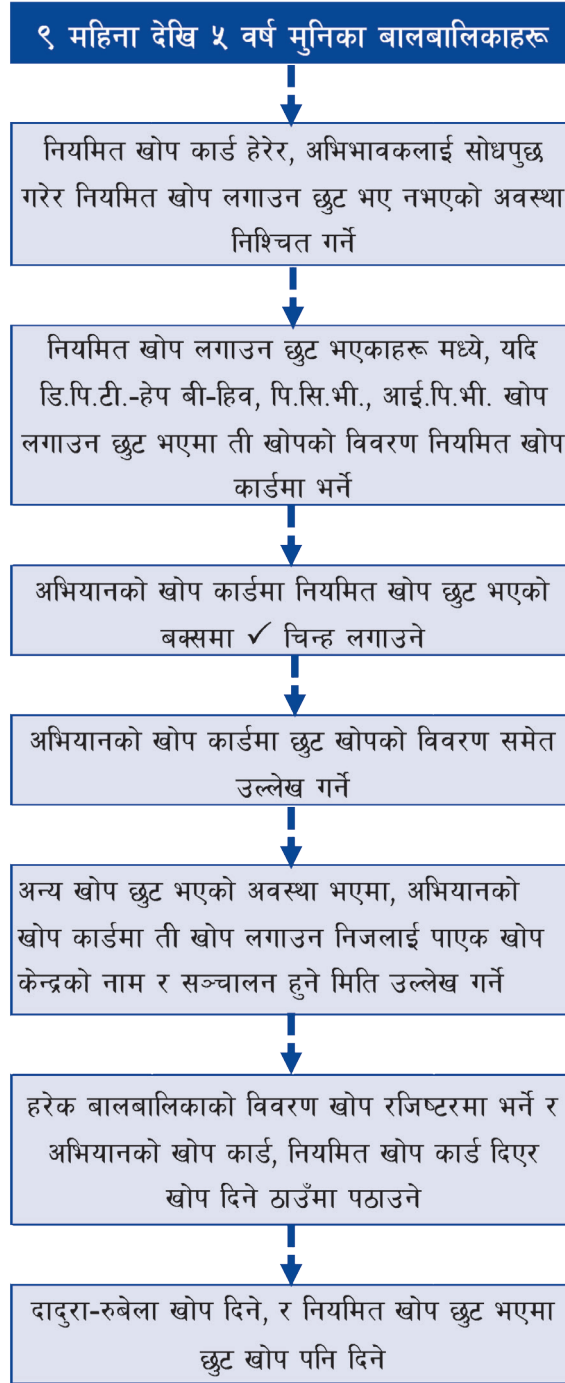 ९ महिना देखि ५ वर्ष मुनिका बालबालिकाहरू
नियमित खोप कार्ड हेरेर, अभिभावकलाई सोधपुछ
गरेर नियमित खोप लगाउन छुट भए नभएको अवस्था
निश्चित गर्ने
नियमित खोप लगाउन छुट भएकाहरू मध्ये, यदि
डि.पि.टी.-हेप बी-हिव, पि.सि.भी., आई.पि.भी. खोप
लगाउन छुट भएमा ती खोपको विवरण नियमित खोप
कार्डमा भर्ने
अभियानको खोप कार्डमा नियमित खोप छुट भएको
बक्समा ✓ चिन्ह लगाउने
अभियानको खोप कार्डमा छुट खोपको विवरण समेत
उल्लेख गर्ने
अन्य खोप छुट भएको अवस्था भएमा, अभियानको
खोप कार्डमा ती खोप लगाउन निजलाई पाएक खोप
केन्द्रको नाम र सञ्चालन हुने मिति उल्लेख गर्ने
हरेक बालबालिकाको विवरण खोप रजिष्टरमा भर्ने र
अभियानको खोप कार्ड, नियमित खोप कार्ड दिएर
खोप दिने ठाउँमा पठाउने
दादुरा-रुबेला खोप दिने, र नियमित खोप छुट भएमा
छुट खोप पनि दिने